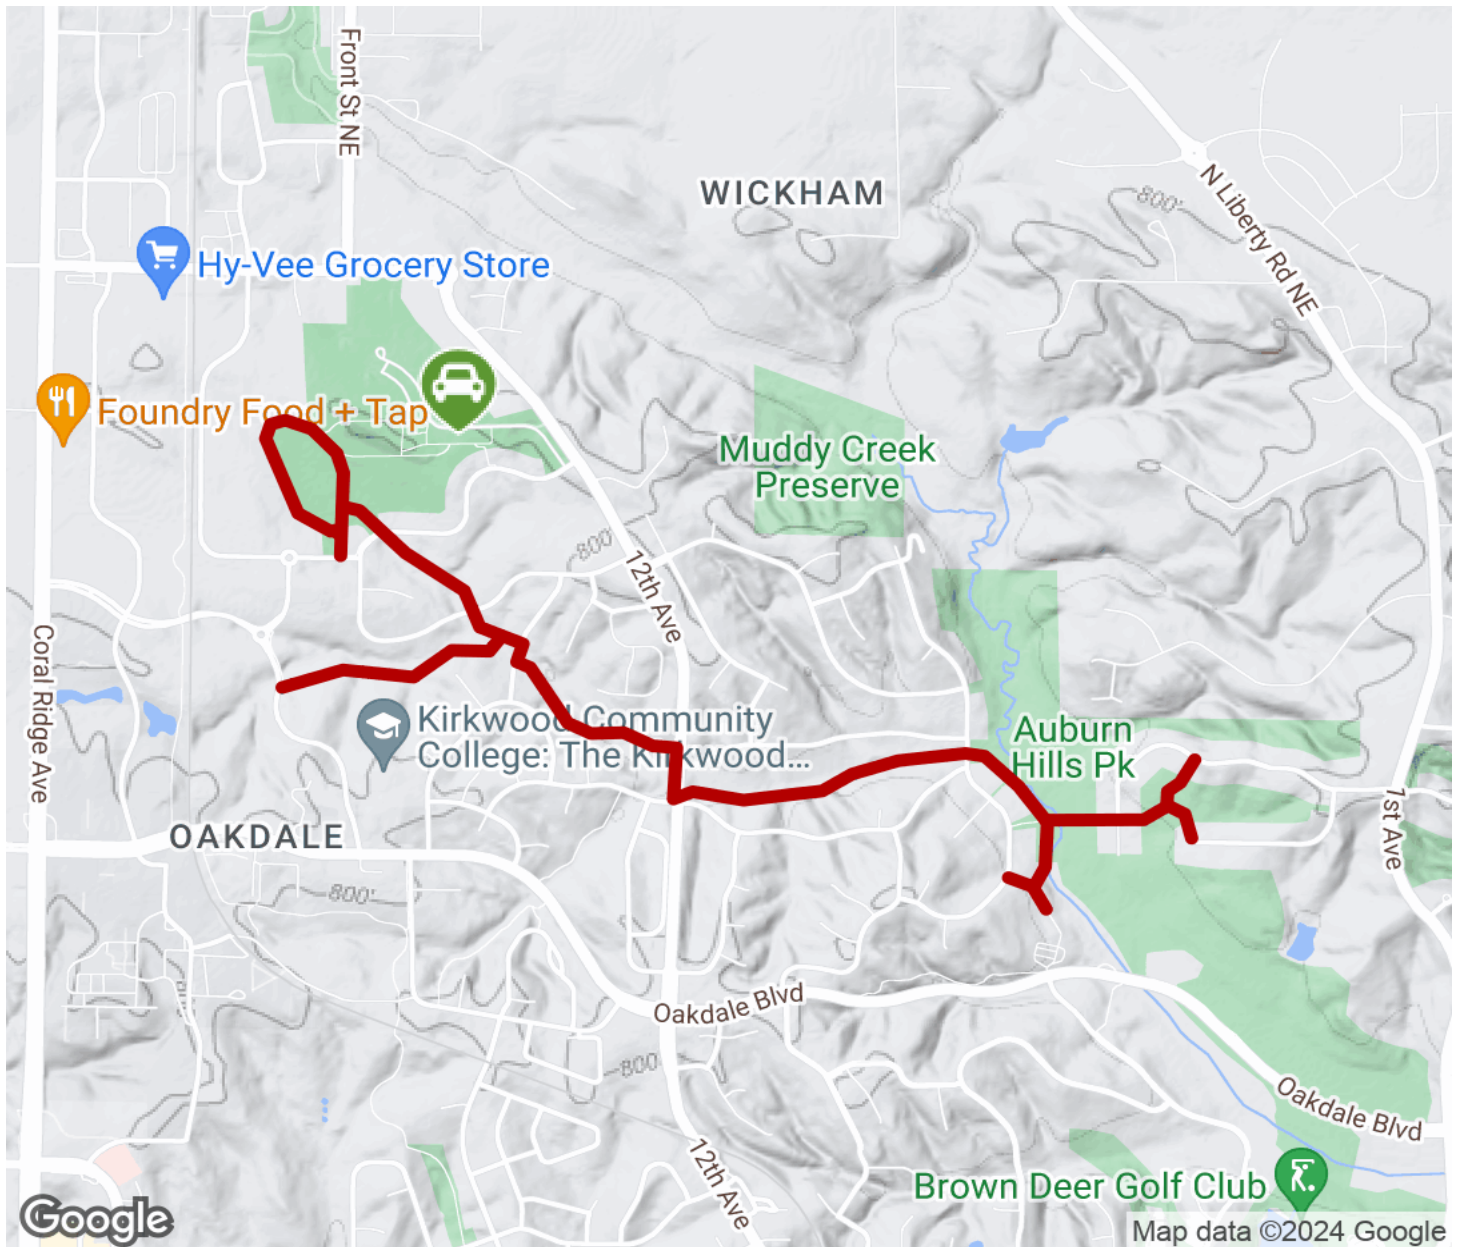 Front St NE
WICKHAM
800'
N Liberty Rd NE
Hy-Vee Grocery Store
Foundry Food + Tap
Muddy Creek
Preserve
800'
12th Ave
Coral Ridge Ave
Kirkwood Community
College: The Kirkwood...
Auburn
Hills Pk
1st Ave
OAKDALE
800'
Oakdale Blvd
800'
Oakdale Blvd
12th Ave
Brown Deer Golf Club
Google
Map data ©2024 Google